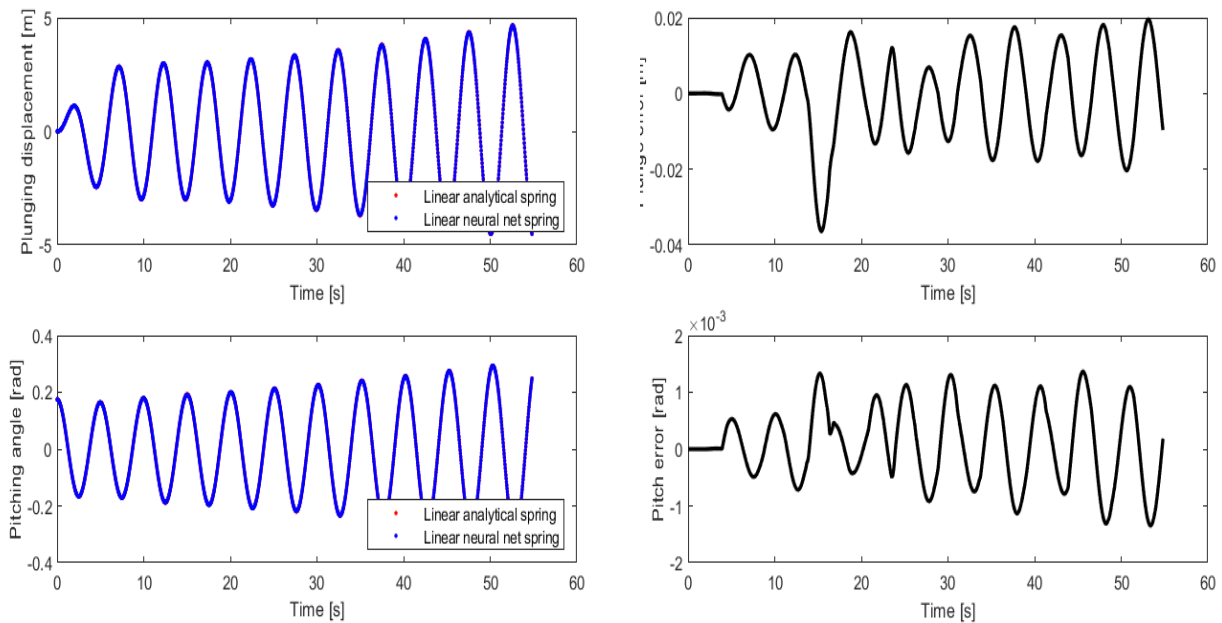 Plunging displacement [m]
5
0
-5
0 10 20 30 40 50 60
Time [s]
Linear analytical spring
Linear neural net spring
0.02
0
-0.02
-0.04
error [m]
0 10 20 30 40 50 60
Time [s]
Pitching angle [rad]
0.4
0.2
0
-0.2
-0.4
0 10 20 30 40 50 60
Time [s]
Linear analytical spring
Linear neural net spring
×10⁻³
Pitch error [rad]
2
1
0
-1
-2
0 10 20 30 40 50 60
Time [s]